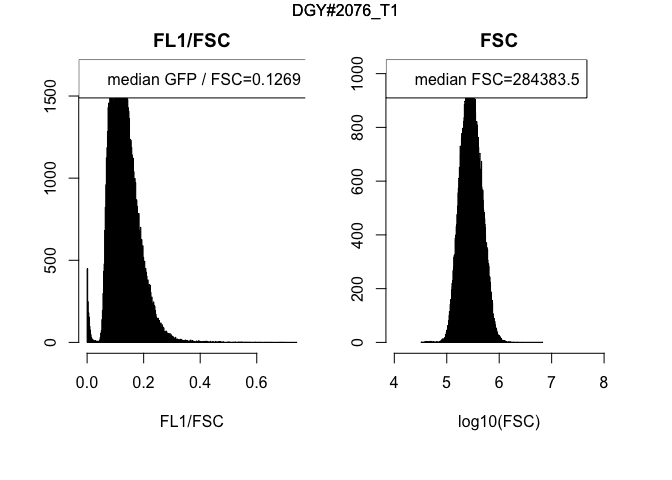 DGY#2076_T1
FL1/FSC
median GFP / FSC=0.1269
1500
1000
500
0
0.0 0.2 0.4 0.6
FL1/FSC
FSC
median FSC=284383.5
1000
800
600
400
200
0
4 5 6 7 8
log10(FSC)